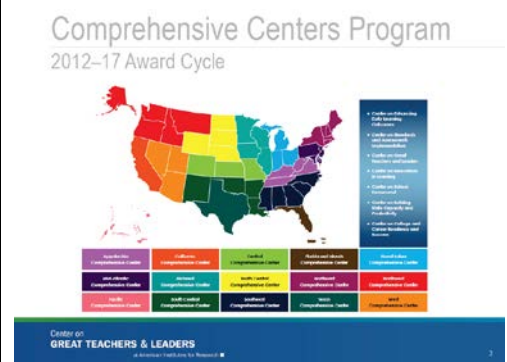 Comprehensive Centers Program
2012–17 Award Cycle
• Center on Enhancing
Early Learning
Outcomes
• Center on Standards
and Assessment
Implementation
• Center on Great
Teachers and Leaders
• Center on Innovations
in Learning
• Center on School
Turnaround
• Center on Building
State Capacity and
Productivity
• Center on College and
Career Readiness and
Success
Appalachia
Comprehensive Center
California
Comprehensive Center
Central
Comprehensive Center
Florida and Islands
Comprehensive Center
Great Lakes
Comprehensive Center
Mid-Atlantic
Comprehensive Center
Midwest
Comprehensive Center
North Central
Comprehensive Center
Northeast
Comprehensive Center
Northwest
Comprehensive Center
Pacific
Comprehensive Center
South Central
Comprehensive Center
Southeast
Comprehensive Center
Texas
Comprehensive Center
West
Comprehensive Center
Center on
GREAT TEACHERS & LEADERS
at American Institutes for Research